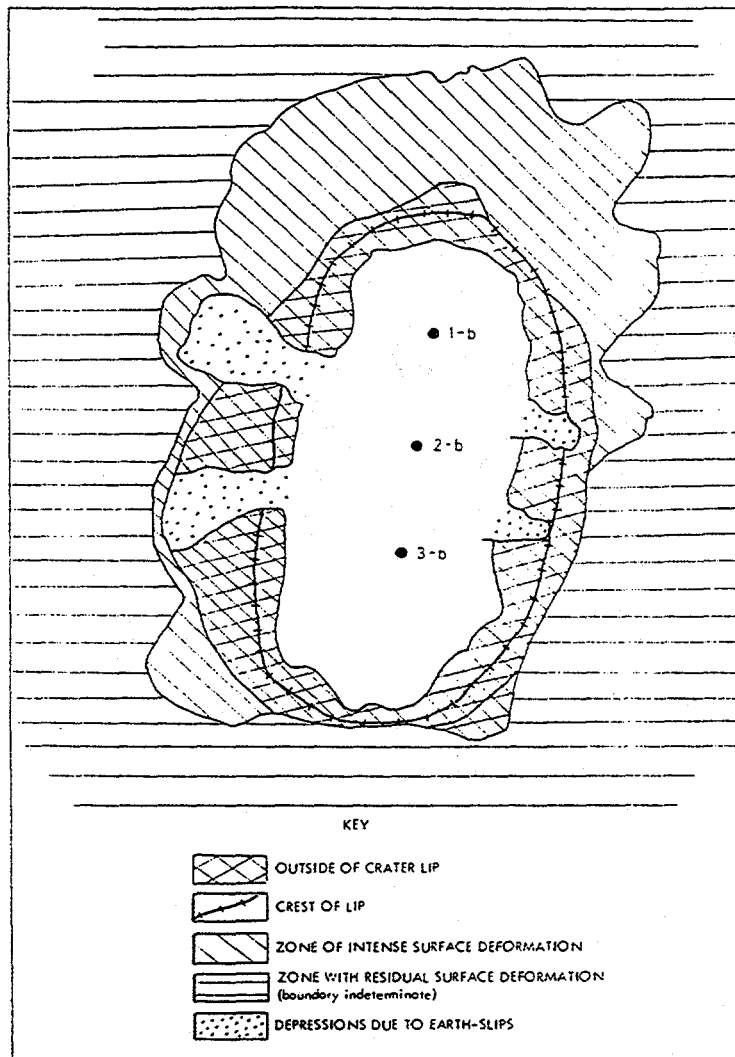 1-b
2-b
3-b
KEY
OUTSIDE OF CRATER LIP
CREST OF LIP
ZONE OF INTENSE SURFACE DEFORMATION
ZONE WITH RESIDUAL SURFACE DEFORMATION
(boundary indeterminate)
DEPRESSIONS DUE TO EARTH-SLIPS